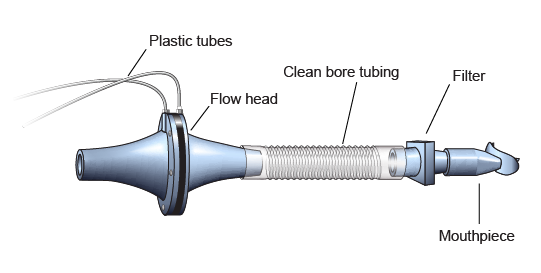 Plastic tubes
Clean bore tubing
Filter
Flow head
Mouthpiece